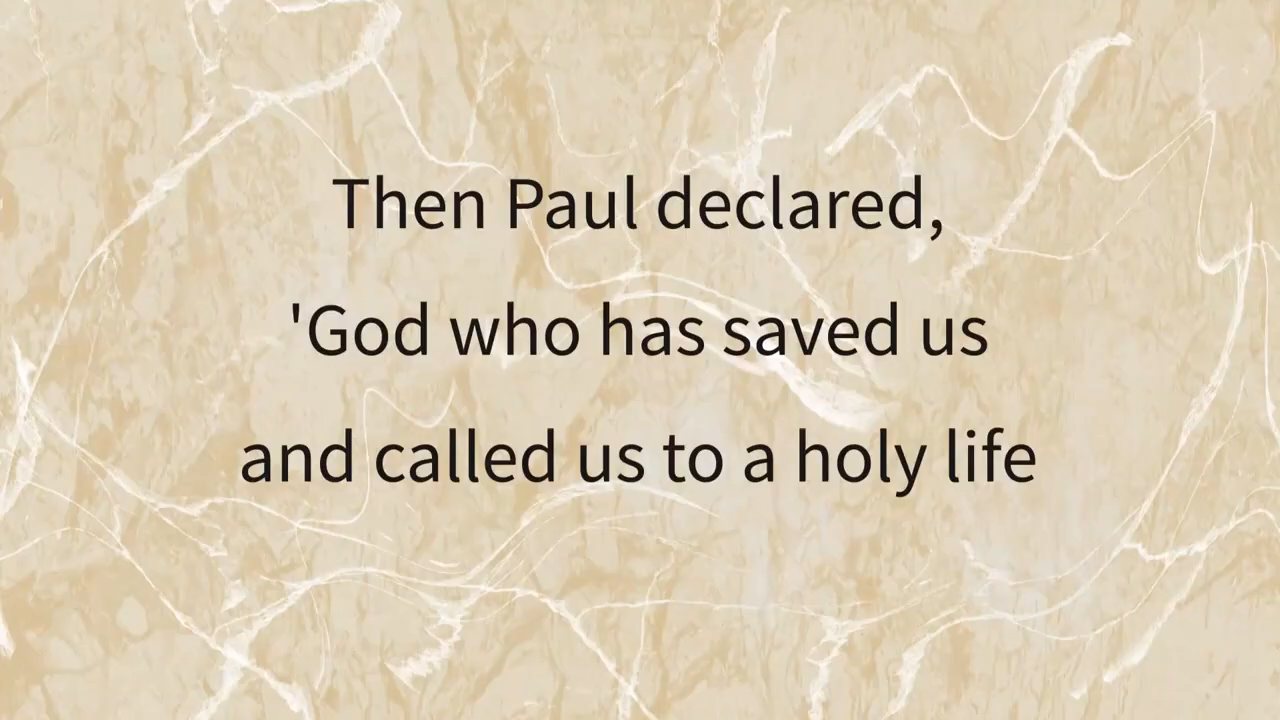 Then Paul declared,
'God who has saved us
and called us to a holy life